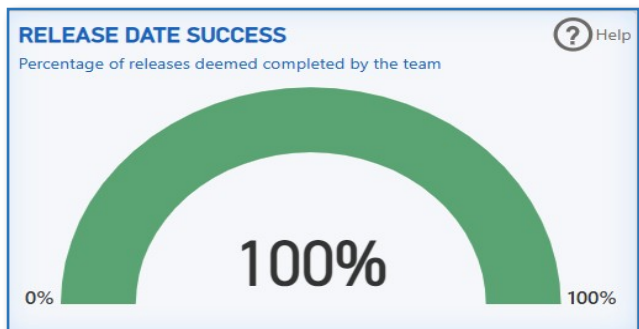 RELEASE DATE SUCCESS
? Help
Percentage of releases deemed completed by the team
100%
0% 100%